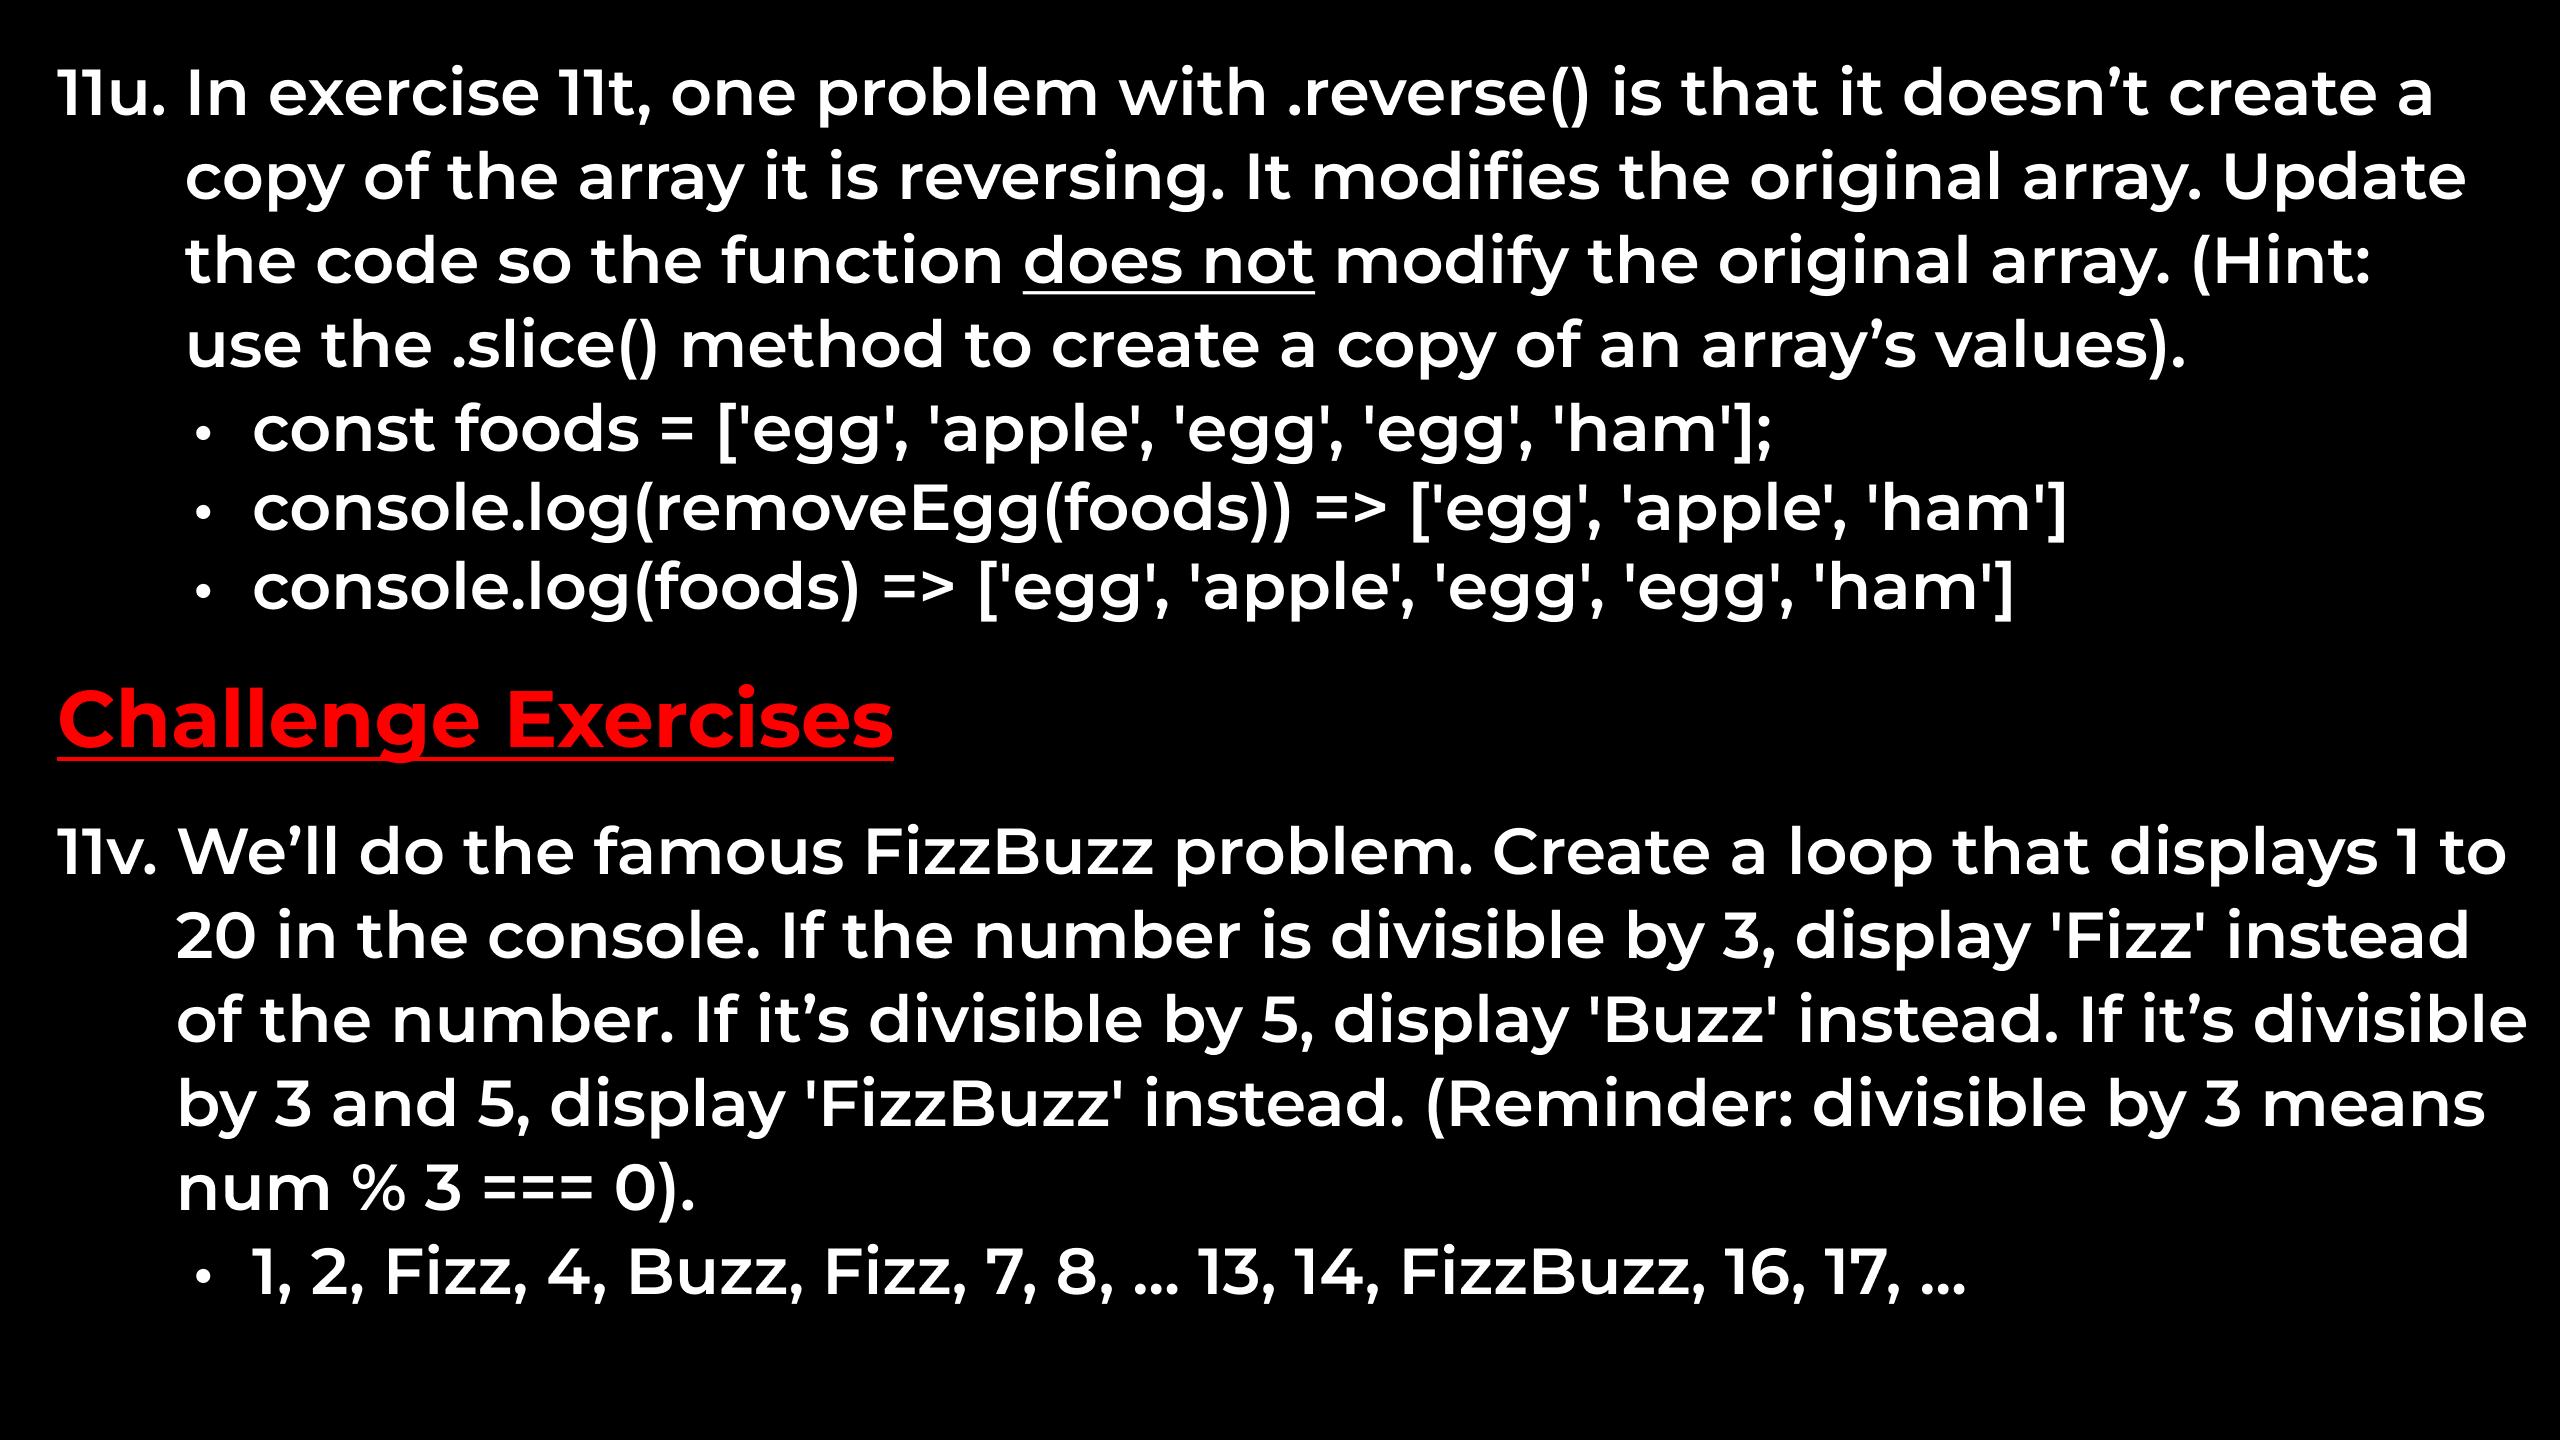 11u. In exercise 11t, one problem with .reverse() is that it doesn’t create a
copy of the array it is reversing. It modifies the original array. Update
the code so the function does not modify the original array. (Hint:
use the .slice() method to create a copy of an array’s values).
• const foods = ['egg', 'apple', 'egg', 'egg', 'ham'];
• console.log(removeEgg(foods)) => ['egg', 'apple', 'ham']
• console.log(foods) => ['egg', 'apple', 'egg', 'egg', 'ham']
Challenge Exercises
11v. We’ll do the famous FizzBuzz problem. Create a loop that displays 1 to
20 in the console. If the number is divisible by 3, display 'Fizz' instead
of the number. If it’s divisible by 5, display 'Buzz' instead. If it’s divisible
by 3 and 5, display 'FizzBuzz' instead. (Reminder: divisible by 3 means
num % 3 === 0).
• 1, 2, Fizz, 4, Buzz, Fizz, 7, 8, ... 13, 14, FizzBuzz, 16, 17, ...